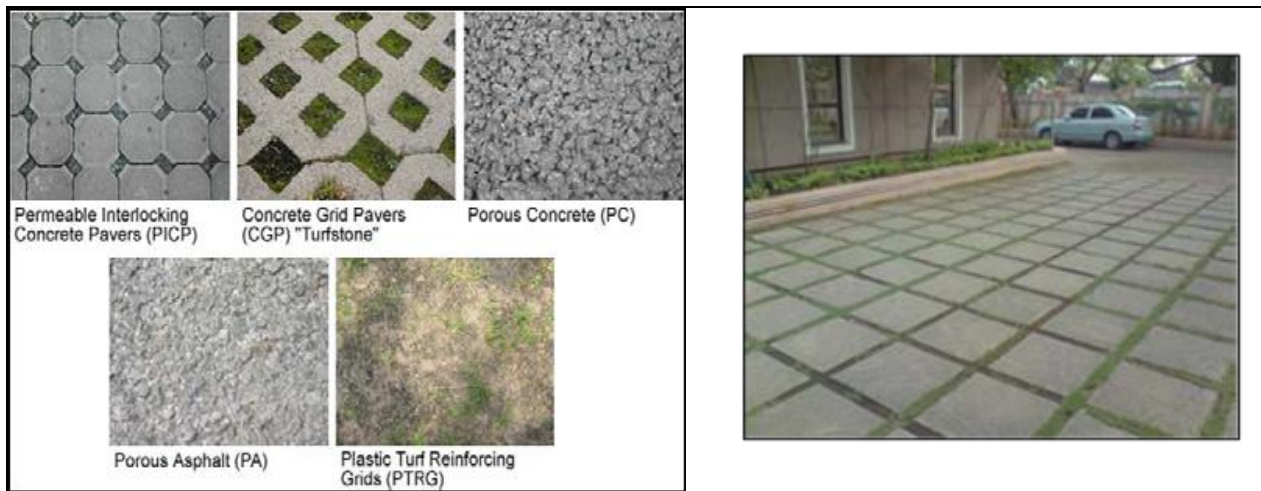 Permeable Interlocking
Concrete Pavers (PICP)
Concrete Grid Pavers
(CGP) "Turfstone"
Porous Concrete (PC)
Porous Asphalt (PA)
Plastic Turf Reinforcing
Grids (PTRG)